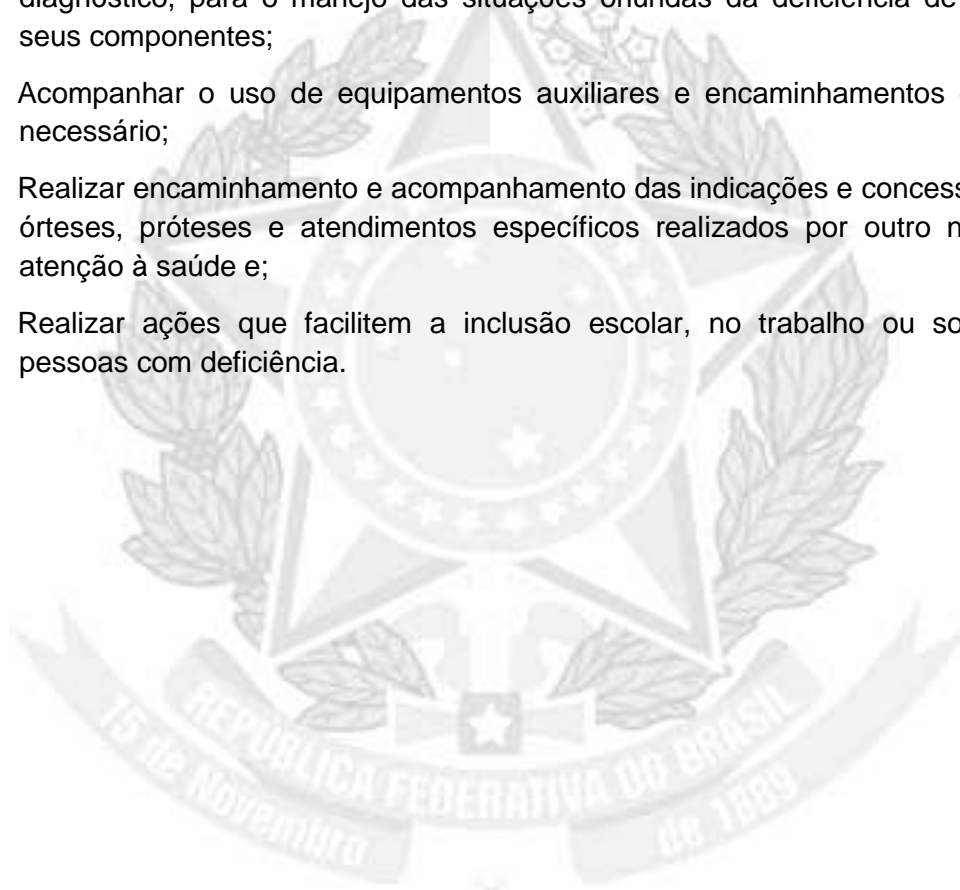 diagnóstico, para o manejo das situações oriundas da deficiência de
seus componentes;
Acompanhar o uso de equipamentos auxiliares e encaminhamentos
necessário;
Realizar encaminhamento e acompanhamento das indicações e concess
órteses, próteses e atendimentos específicos realizados por outro n
atenção à saúde e;
Realizar ações que facilitem a inclusão escolar, no trabalho ou so
pessoas com deficiência.
REPÚBLICA FEDERATIVA DO BRASIL
15 de Novembro de 1889